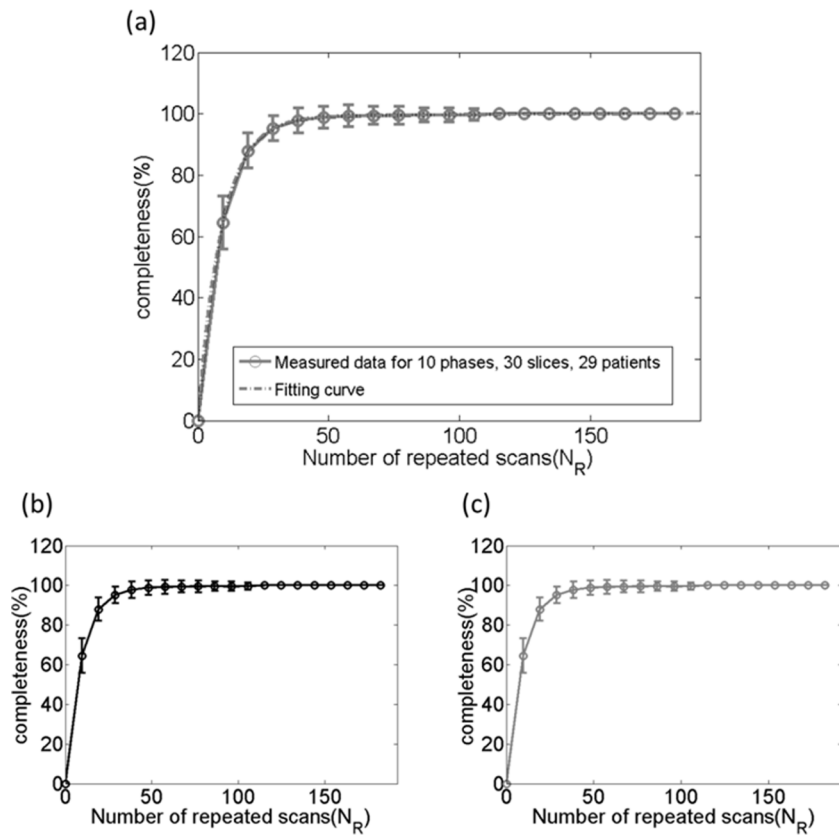 (a)
120
100
80
60
40
20
0
completeness(%)
Measured data for 10 phases, 30 slices, 29 patients
Fitting curve
0 50 100 150
Number of repeated scans(N_R)
(b)
120
100
80
60
40
20
0
completeness(%)
0 50 100 150
Number of repeated scans(N_R)
(c)
120
100
80
60
40
20
0
completeness(%)
0 50 100 150
Number of repeated scans(N_R)